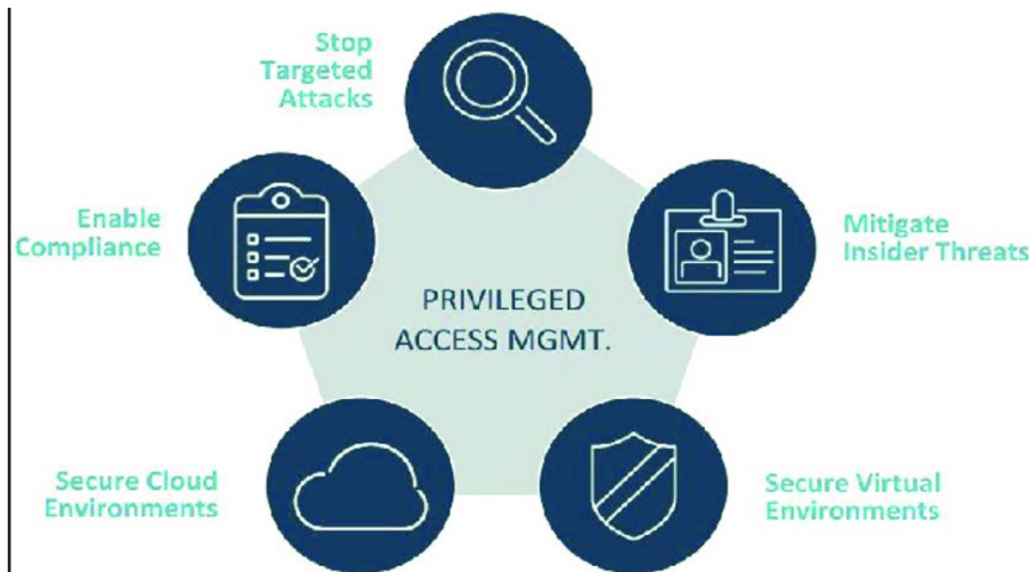 Stop
Targeted
Attacks
Enable
Compliance
Mitigate
Insider Threats
PRIVILEGED
ACCESS MGMT.
Secure Cloud
Environments
Secure Virtual
Environments